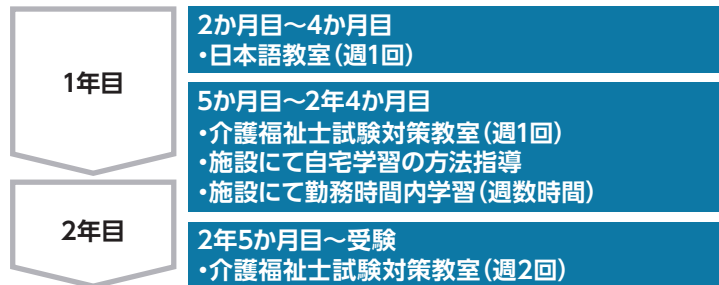 1年目
2か月目～4か月目
・日本語教室（週1回）
5か月目～2年4か月目
・介護福祉士試験対策教室（週1回）
・施設にて自宅学習の方法指導
・施設にて勤務時間内学習（週数時間）
2年目
2年5か月目～受験
・介護福祉士試験対策教室（週2回）